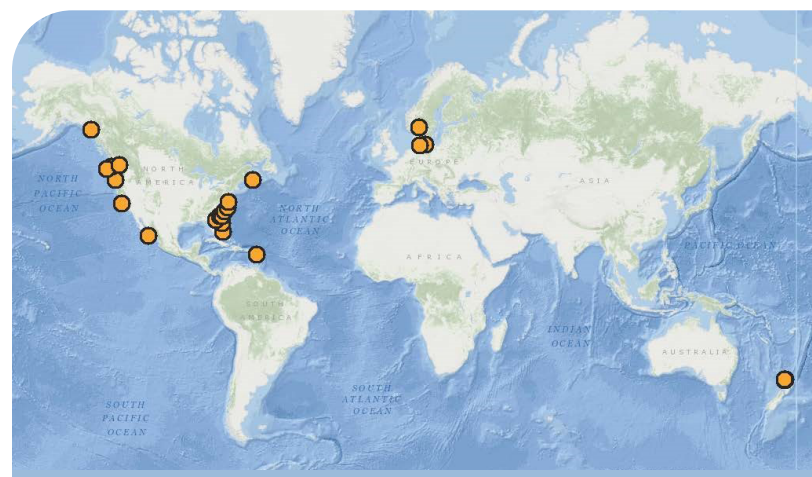 NORTH
AMERICA
EUROPE
ASIA
NORTH
PACIFIC
OCEAN
NORTH
ATLANTIC
OCEAN
PACIFIC OCEAN
AFRICA
SOUTH
AMERICA
INDIAN
OCEAN
AUSTRALIA
SOUTH
ATLANTIC
OCEAN
SOUTH
PACIFIC
OCEAN